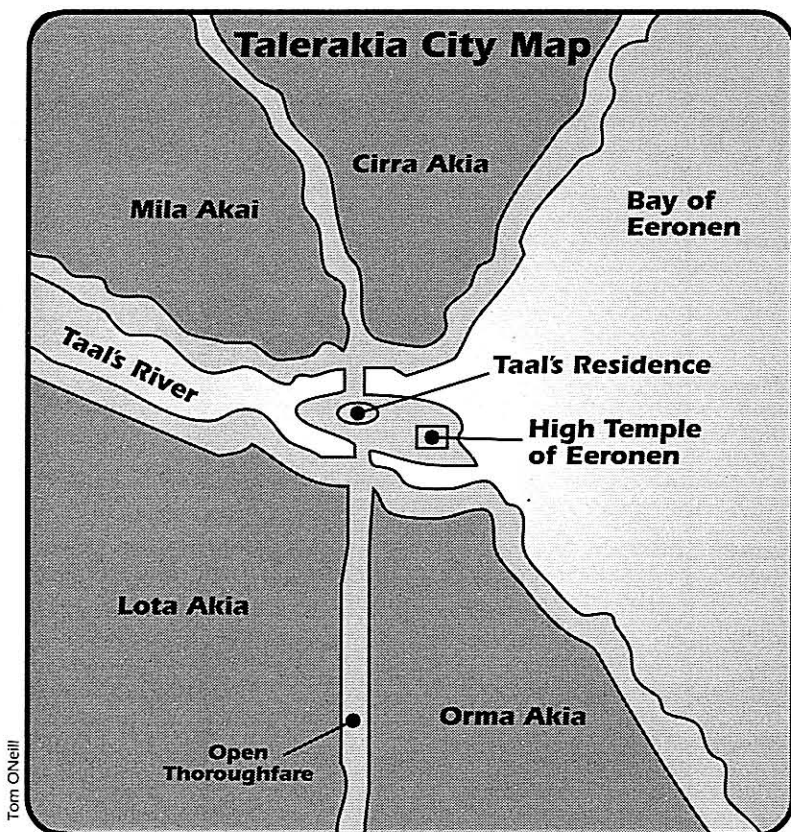 Talerakia City Map
Cirra Akia
Mila Akai
Bay of
Eeronen
Taal's River
Taal's Residence
High Temple
of Eeronen
Lota Akia
Orma Akia
Open
Thoroughfare
Tom ONeill